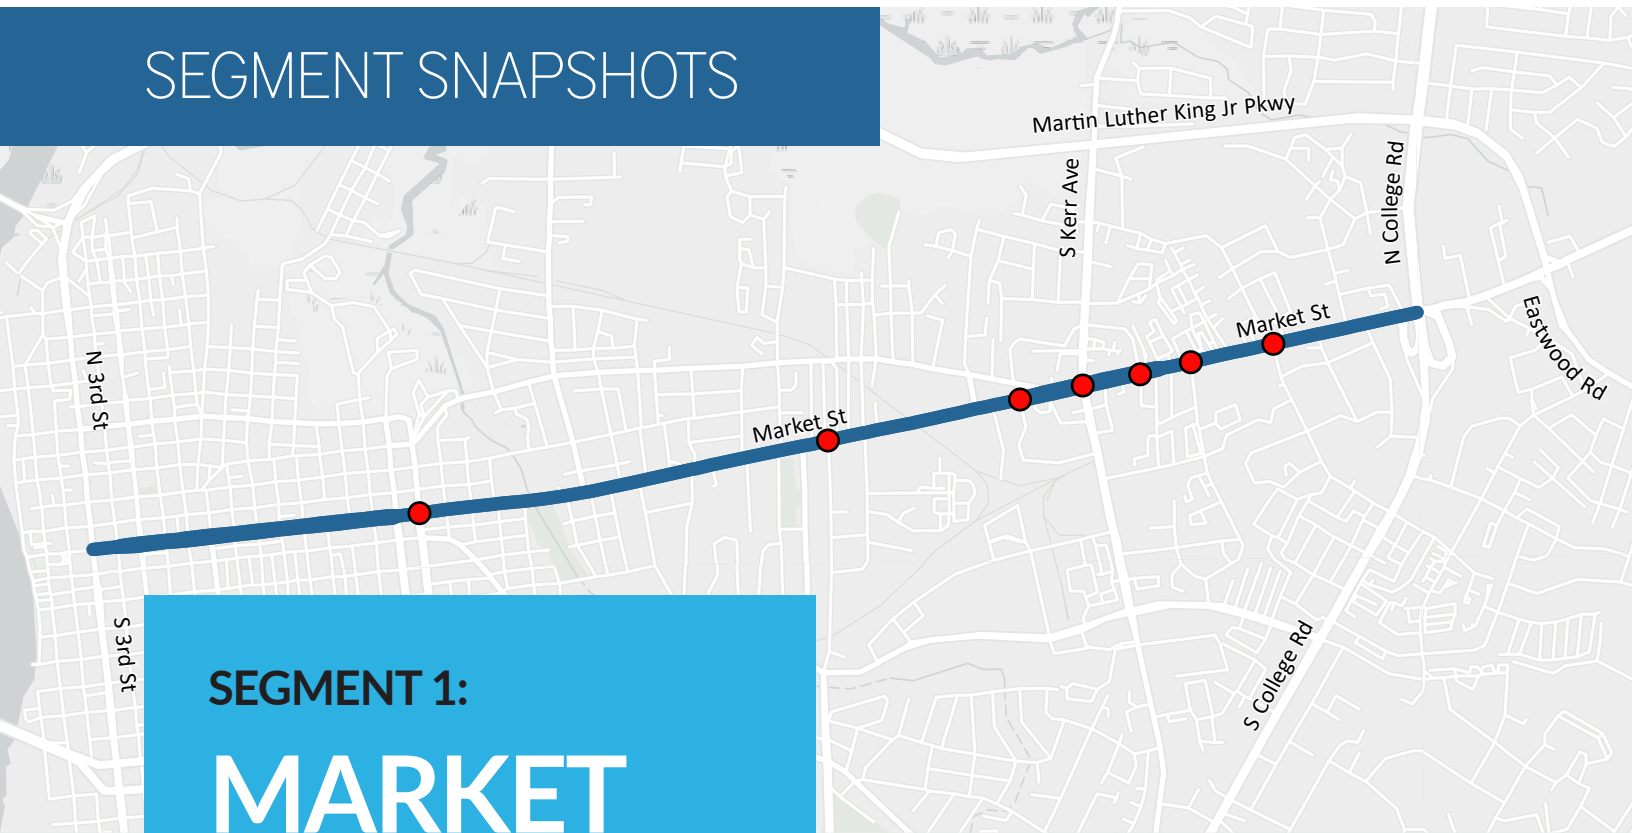 SEGMENT SNAPSHOTS
Martin Luther King Jr Pkwy
S Kerr Ave
N College Rd
Market St
Eastwood Rd
N 3rd St
Market St
S 3rd St
S College Rd
SEGMENT 1:
MARKET